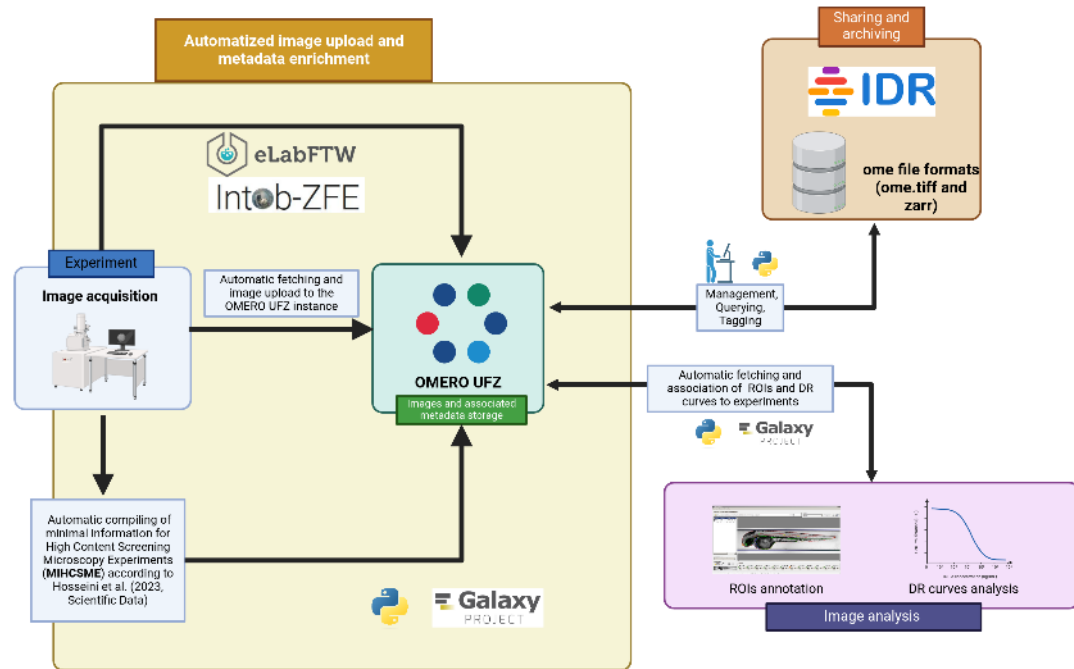 Automatized image upload and
metadata enrichment
Sharing and
archiving
IDR
ome file formats
(ome.tiff and
zarr)
eLabFTW
Intob-ZFE
Experiment
Image acquisition
Automatic fetching and
image upload to the
OMERO UFZ instance
OMERO UFZ
Images and associated
metadata storage
Management,
Querying,
Tagging
Automatic fetching and
association of ROIs and DR
curves to experiments
Galaxy
PROJECT
Automatic compiling of
minimal information for
High Content Screening
Microscopy Experiments
(MIHCSME) according to
Hosseini et al. (2023,
Scientific Data)
Galaxy
PROJECT
ROIs annotation
DR curves analysis
Image analysis